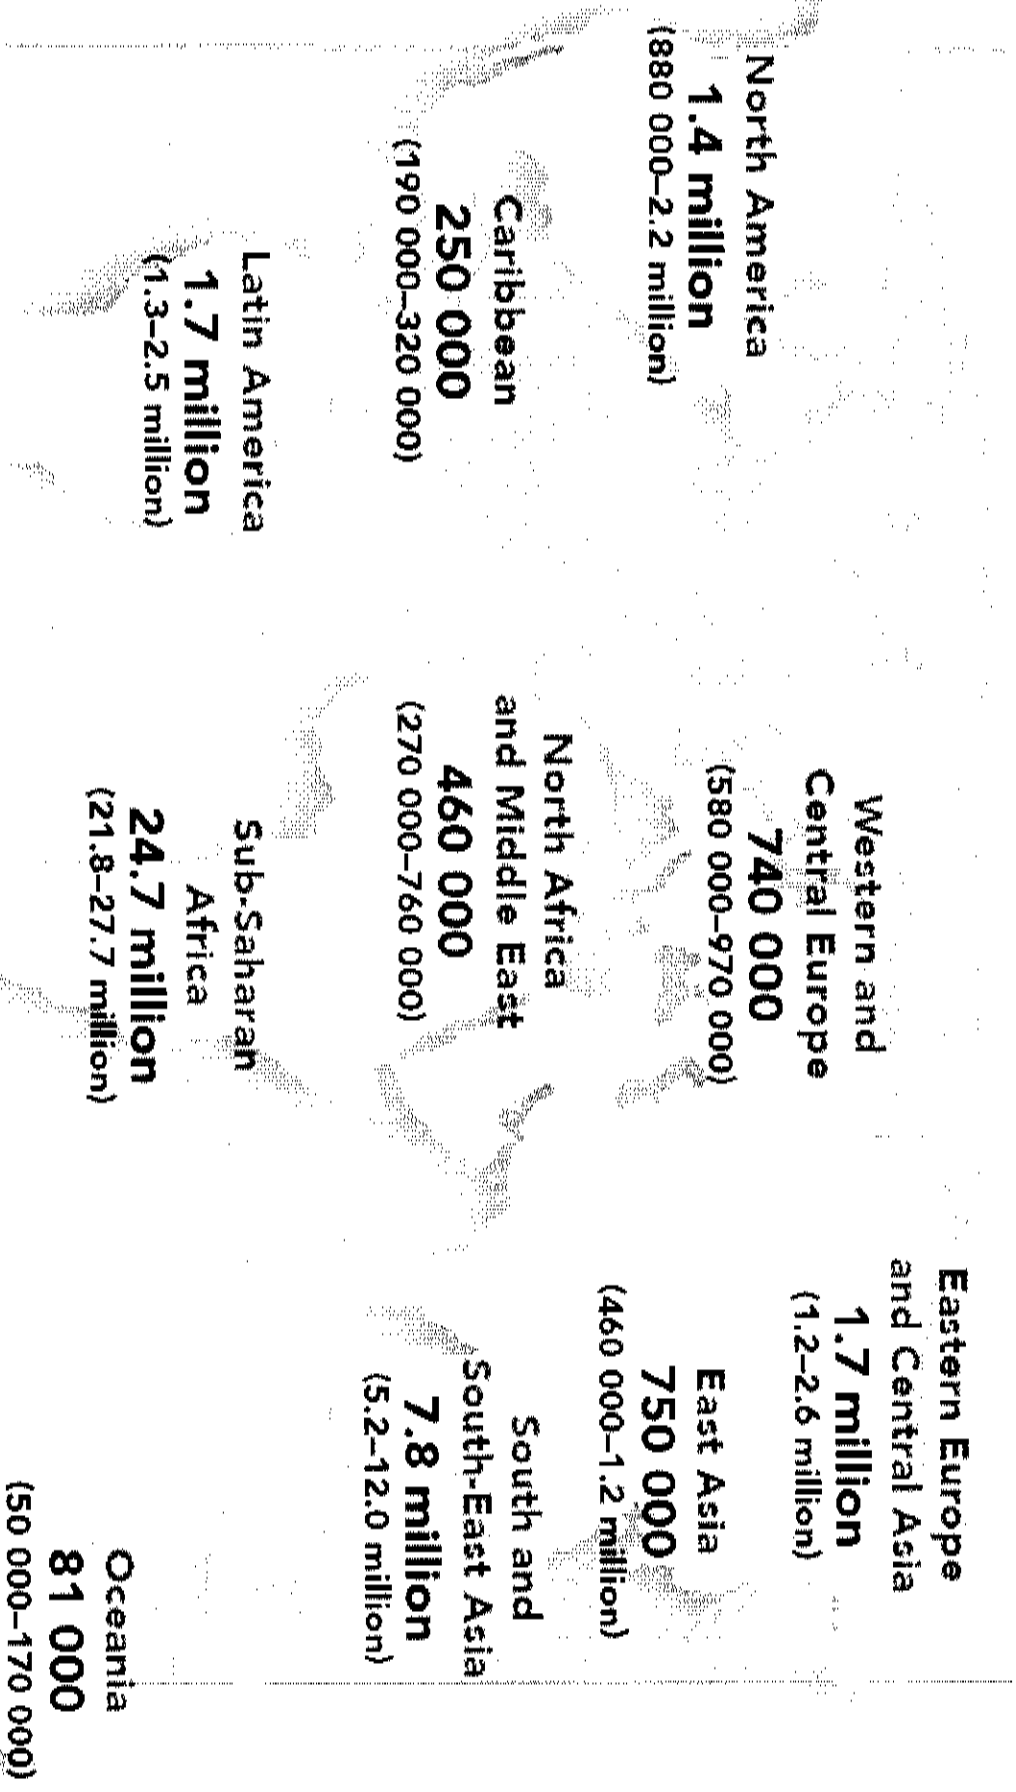 North America
1.4 million
(880 000–2.2 million)
Caribbean
250 000
(190 000–320 000)
Latin America
1.7 million
(1.3–2.5 million)
Western and
Central Europe
740 000
(580 000–970 000)
North Africa
and Middle East
460 000
(270 000–760 000)
Sub-Saharan
Africa
24.7 million
(21.8–27.7 million)
Eastern Europe
and Central Asia
1.7 million
(1.2–2.6 million)
East Asia
750 000
(460 000–1.2 million)
South and
South-East Asia
7.8 million
(5.2–12.0 million)
Oceania
81 000
(50 000–170 000)